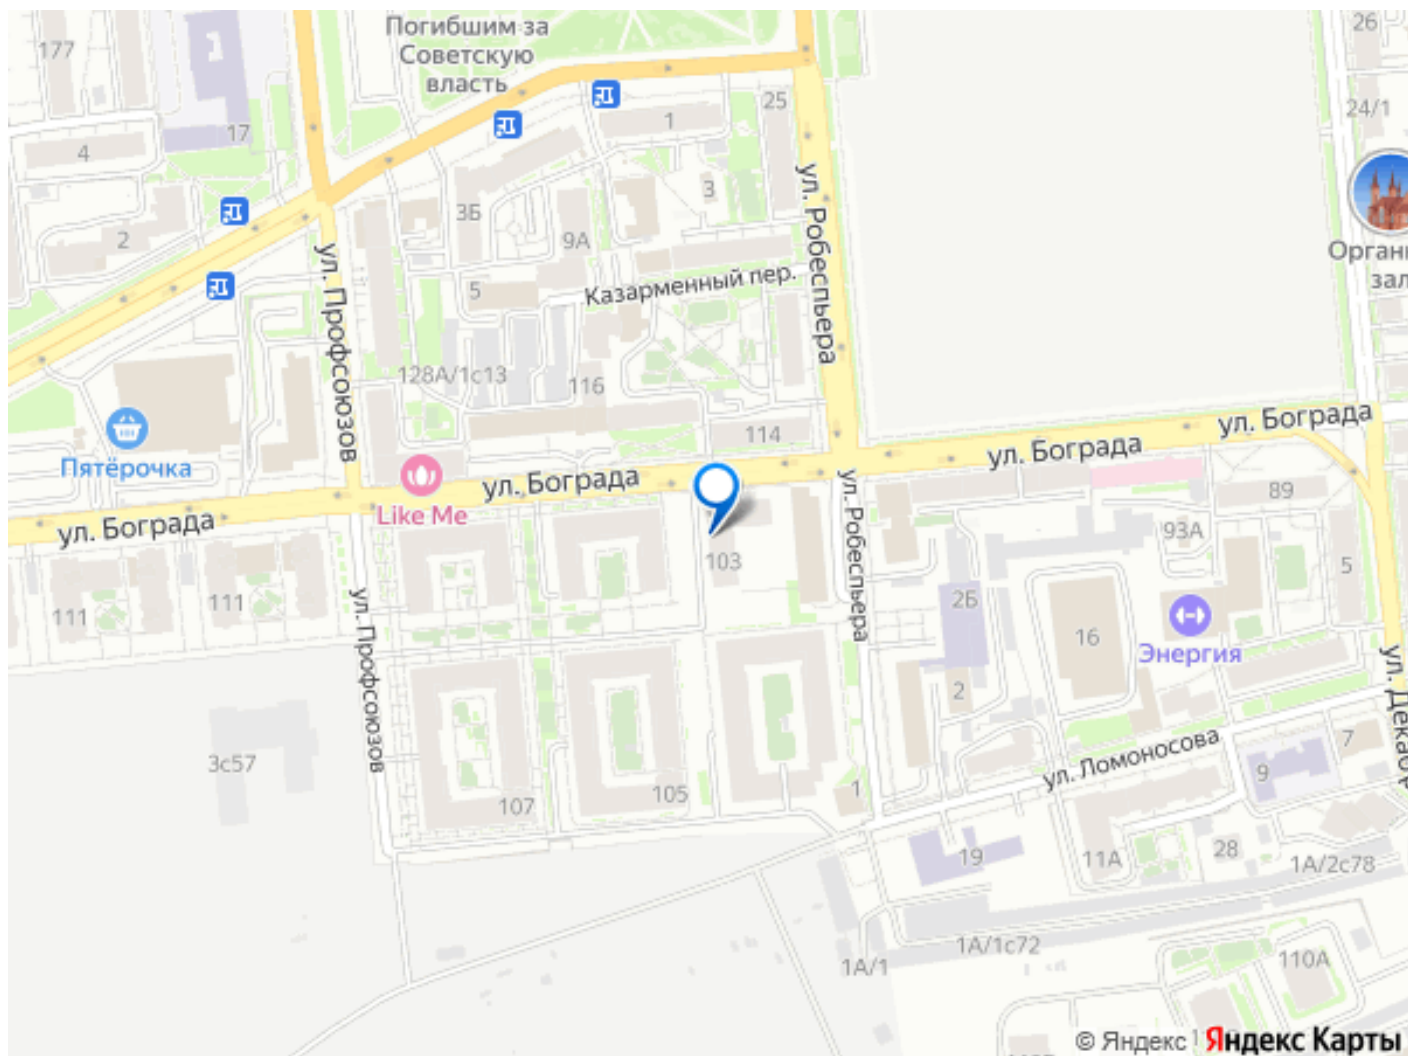 Погибшим за
Советскую
власть
177
26
25
24/1
1
17
4
3
3Б
ул. Робеспьера
2
9А
Органн
зал
ул. Профсоюзов
5
Казарменный пер.
128А/1с13
116
114
ул. Бограда
ул. Бограда
Пятёрочка
ул. Бограда
Like Me
ул. Бограда
89
ул. Робеспьера
93А
103
5
111
111
2Б
16
Энергия
ул. Профсоюзов
2
ул. Декабр
ул. Ломоносова
7
3с57
9
107
105
1
19
11А
28
1А/2с78
1А/1с72
1А/1
110А
© Яндекс
Яндекс Карты